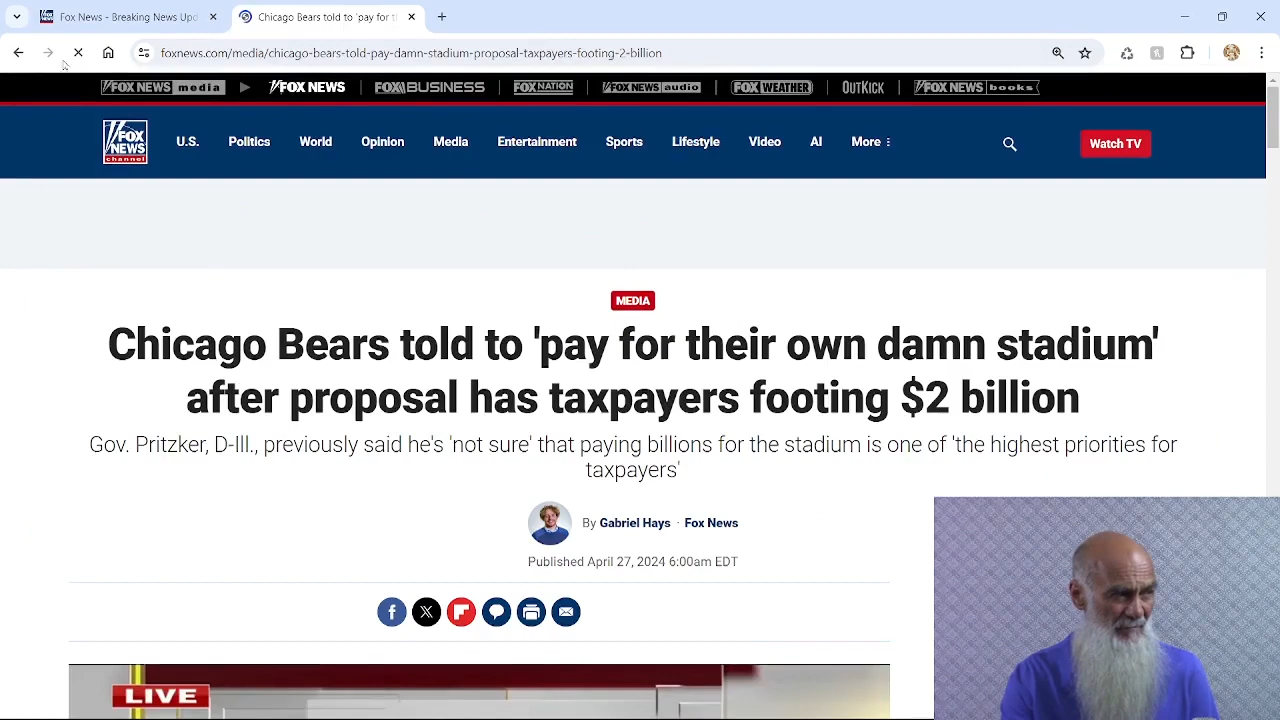 Fox News - Breaking News Upd
Chicago Bears told to 'pay for t
foxnews.com/media/chicago-bears-told-pay-damn-stadium-proposal-taxpayers-footing-2-billion
FOX NEWS media
FOX NEWS
FOX BUSINESS
FOX NATION
FOX NEWS audio
FOX WEATHER
OUTKICK
FOX NEWS books
FOX NEWS channel
U.S.
Politics
World
Opinion
Media
Entertainment
Sports
Lifestyle
Video
AI
More
Watch TV
MEDIA
Chicago Bears told to 'pay for their own damn stadium'
after proposal has taxpayers footing $2 billion
Gov. Pritzker, D-Ill., previously said he's 'not sure' that paying billions for the stadium is one of 'the highest priorities for
taxpayers'
By Gabriel Hays · Fox News
Published April 27, 2024 6:00am EDT
LIVE